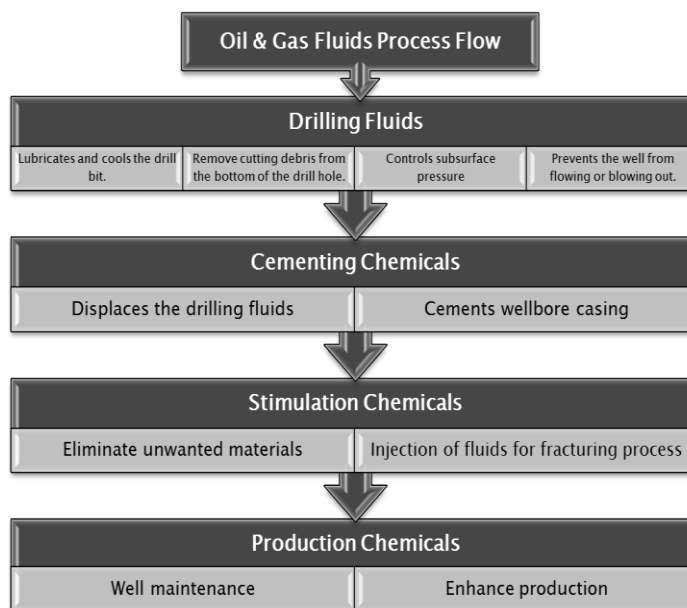 Oil & Gas Fluids Process Flow
Drilling Fluids
Lubricates and cools the drill
bit.
Remove cutting debris from
the bottom of the drill hole.
Controls subsurface
pressure
Prevents the well from
flowing or blowing out.
Cementing Chemicals
Displaces the drilling fluids
Cements wellbore casing
Stimulation Chemicals
Eliminate unwanted materials
Injection of fluids for fracturing process
Production Chemicals
Well maintenance
Enhance production